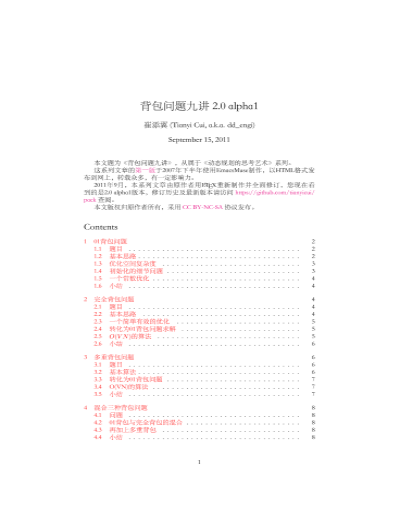 背包问题九讲 2.0 alpha1
崔添翼 (Tianyi Cui, a.k.a. dd_engi)
September 15, 2011
本文题为《背包问题九讲》，从属于《动态规划的思考艺术》系列。
这系列文章的第一版于2007年下半年使用EmacsMuse制作，以HTML格式发
布到网上，转载众多，有一定影响力。
2011年9月，本系列文章由原作者用LATEX重新制作并全面修订，您现在看
到的是2.0 alpha1版本，修订历史及最新版本请访问 https://github.com/tianyicui/
pack 查阅。
本文版权归原作者所有，采用 CC BY-NC-SA 协议发布。
Contents
1 01背包问题 2
1.1 题目 . . . . . . . . . . . . . . . . . . . . 2
1.2 基本思路 . . . . . . . . . . . . . . . . . . . . 2
1.3 优化空间复杂度 . . . . . . . . . . . . . . . . . . . . 3
1.4 初始化的细节问题 . . . . . . . . . . . . . . . . . . . . 3
1.5 一个常数优化 . . . . . . . . . . . . . . . . . . . . 4
1.6 小结 . . . . . . . . . . . . . . . . . . . . 4
2 完全背包问题 4
2.1 题目 . . . . . . . . . . . . . . . . . . . . 4
2.2 基本思路 . . . . . . . . . . . . . . . . . . . . 4
2.3 一个简单有效的优化 . . . . . . . . . . . . . . . . . . . . 5
2.4 转化为01背包问题求解 . . . . . . . . . . . . . . . . . . . . 5
2.5 O(VN)的算法 . . . . . . . . . . . . . . . . . . . . 5
2.6 小结 . . . . . . . . . . . . . . . . . . . . 6
3 多重背包问题 6
3.1 题目 . . . . . . . . . . . . . . . . . . . . 6
3.2 基本算法 . . . . . . . . . . . . . . . . . . . . 6
3.3 转化为01背包问题 . . . . . . . . . . . . . . . . . . . . 7
3.4 O(VN)的算法 . . . . . . . . . . . . . . . . . . . . 7
3.5 小结 . . . . . . . . . . . . . . . . . . . . 7
4 混合三种背包问题 8
4.1 问题 . . . . . . . . . . . . . . . . . . . . 8
4.2 01背包与完全背包的混合 . . . . . . . . . . . . . . . . . . . . 8
4.3 再加上多重背包 . . . . . . . . . . . . . . . . . . . . 8
4.4 小结 . . . . . . . . . . . . . . . . . . . . 8
1